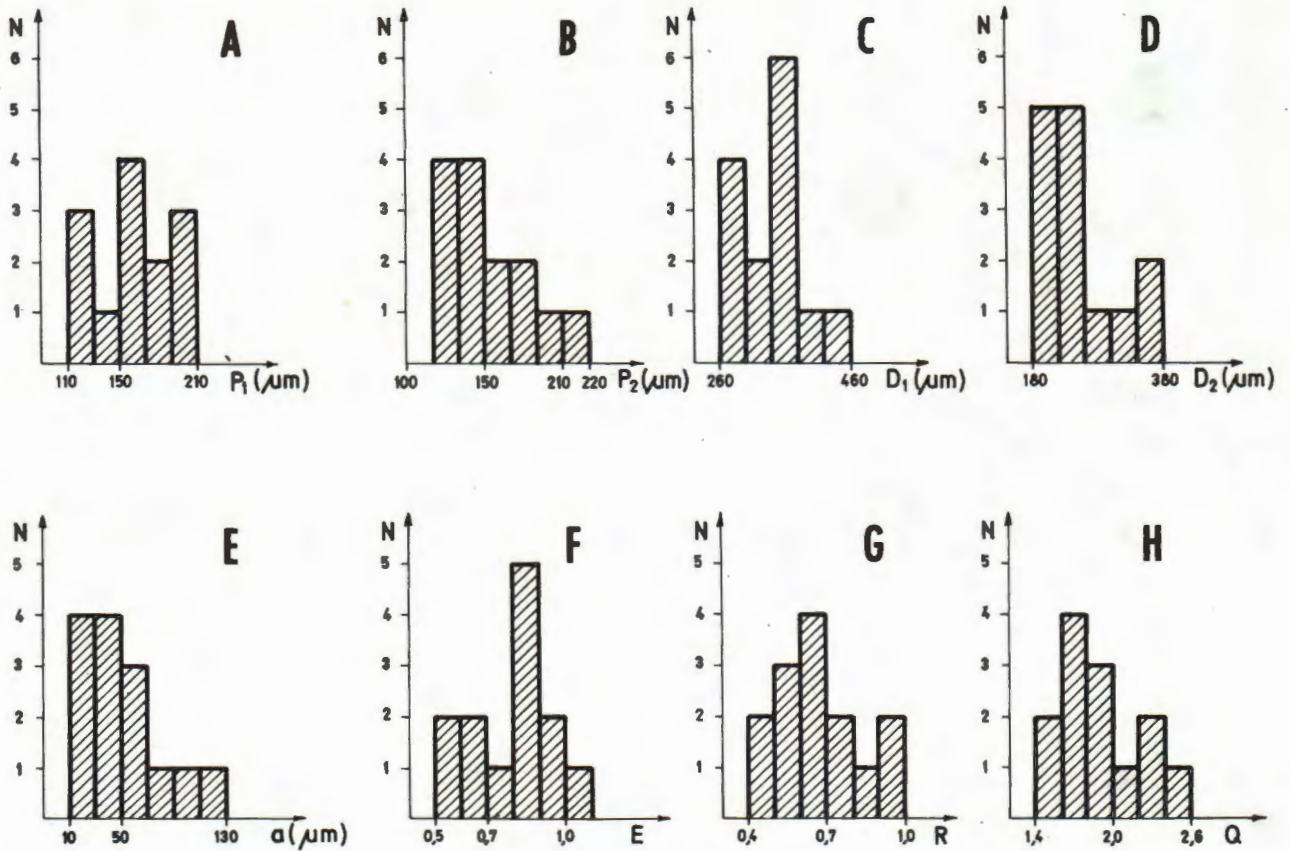 A
N
6
5
4
3
2
1
110 150 210
P₁(μm)
B
N
6
5
4
3
2
1
100 150 210 220
P₂(μm)
C
N
6
5
4
3
2
1
260 460
D₁(μm)
D
N
6
5
4
3
2
1
180 380
D₂(μm)
E
N
5
4
3
2
1
10 50 130
a(μm)
F
N
5
4
3
2
1
0,5 0,7 1,0
E
G
N
5
4
3
2
1
0,4 0,7 1,0
R
H
N
5
4
3
2
1
1,4 2,0 2,6
Q